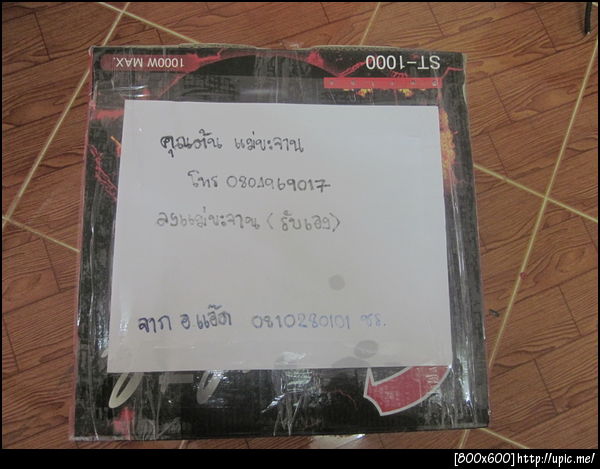 ST-1000
1000W MAX.
คุณต้น แม่ขะจาน
โทร 0801969017
ลงแม่ขะจาน (รับเอง)
จาก อ.แอ๊ด 0810280101 ชร.
[800x600]http://upic.me/